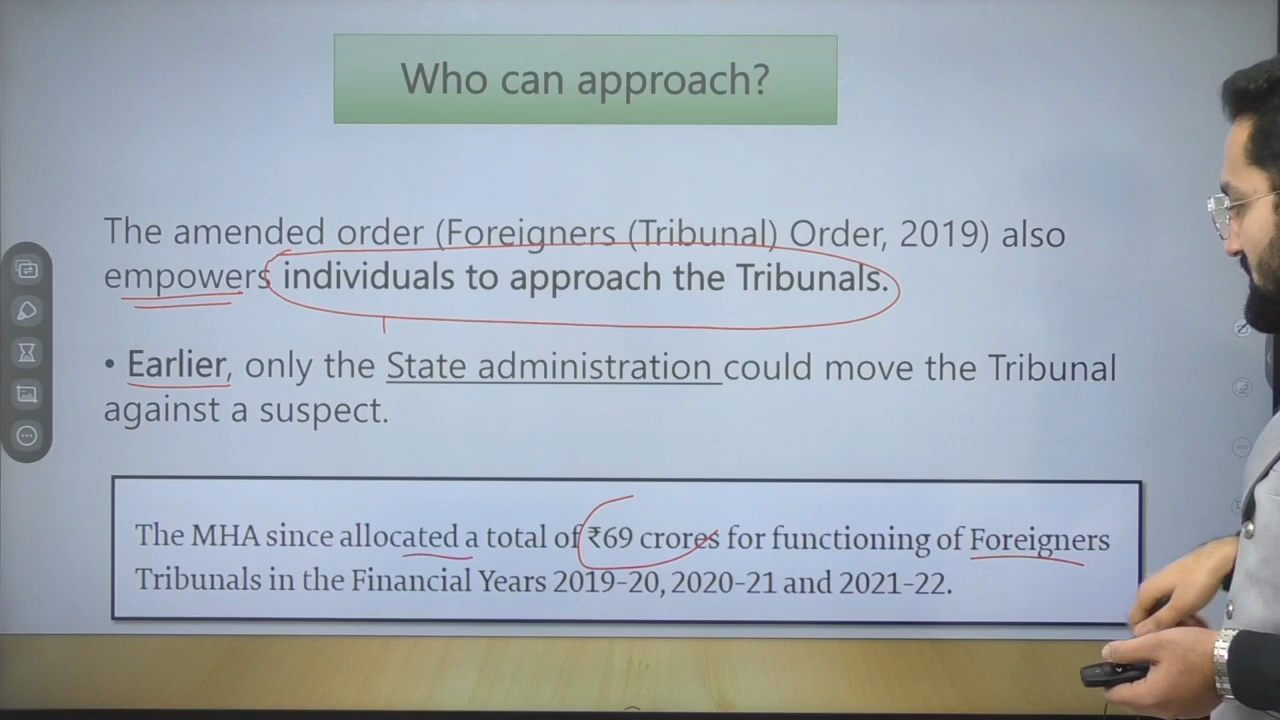 Who can approach?
The amended order (Foreigners (Tribunal) Order, 2019) also
empowers individuals to approach the Tribunals.
• Earlier, only the State administration could move the Tribunal
against a suspect.
The MHA since allocated a total of ₹69 crores for functioning of Foreigners
Tribunals in the Financial Years 2019-20, 2020-21 and 2021-22.